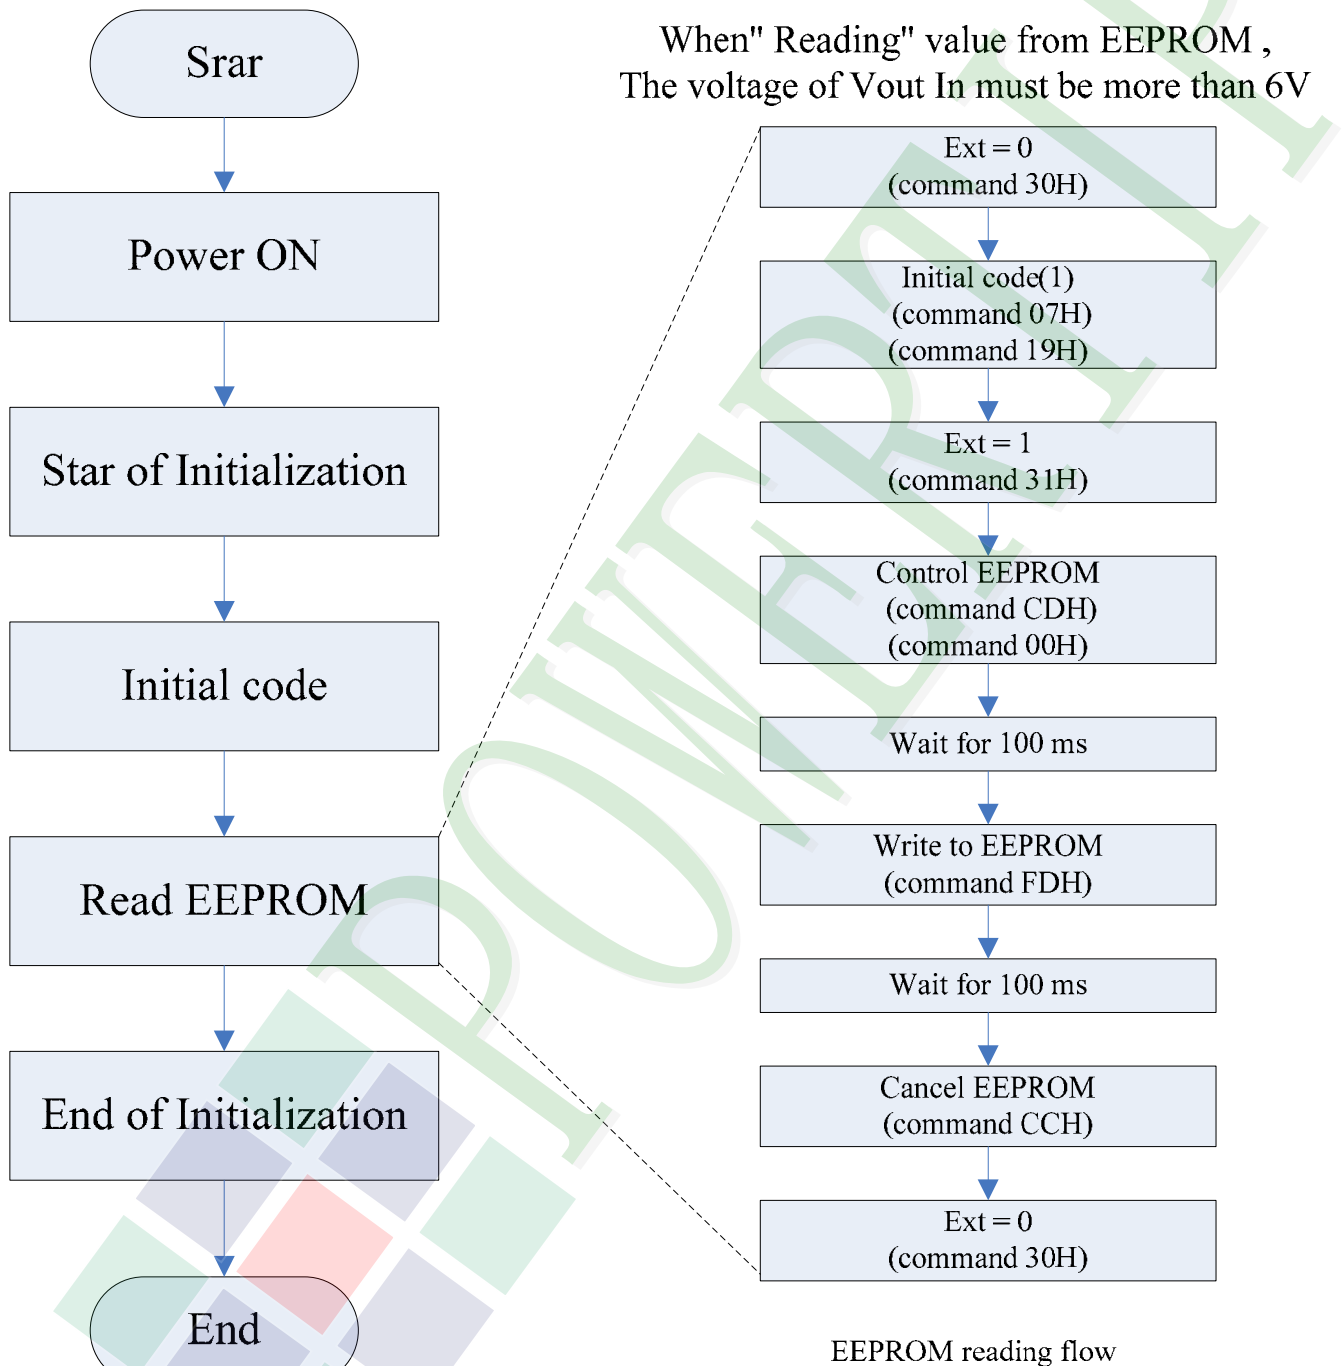 Srar
Power ON
Star of Initialization
Initial code
Read EEPROM
End of Initialization
End
When" Reading" value from EEPROM ,
The voltage of Vout In must be more than 6V
Ext = 0
(command 30H)
Initial code(1)
(command 07H)
(command 19H)
Ext = 1
(command 31H)
Control EEPROM
(command CDH)
(command 00H)
Wait for 100 ms
Write to EEPROM
(command FDH)
Wait for 100 ms
Cancel EEPROM
(command CCH)
Ext = 0
(command 30H)
EEPROM reading flow
POWERTIP